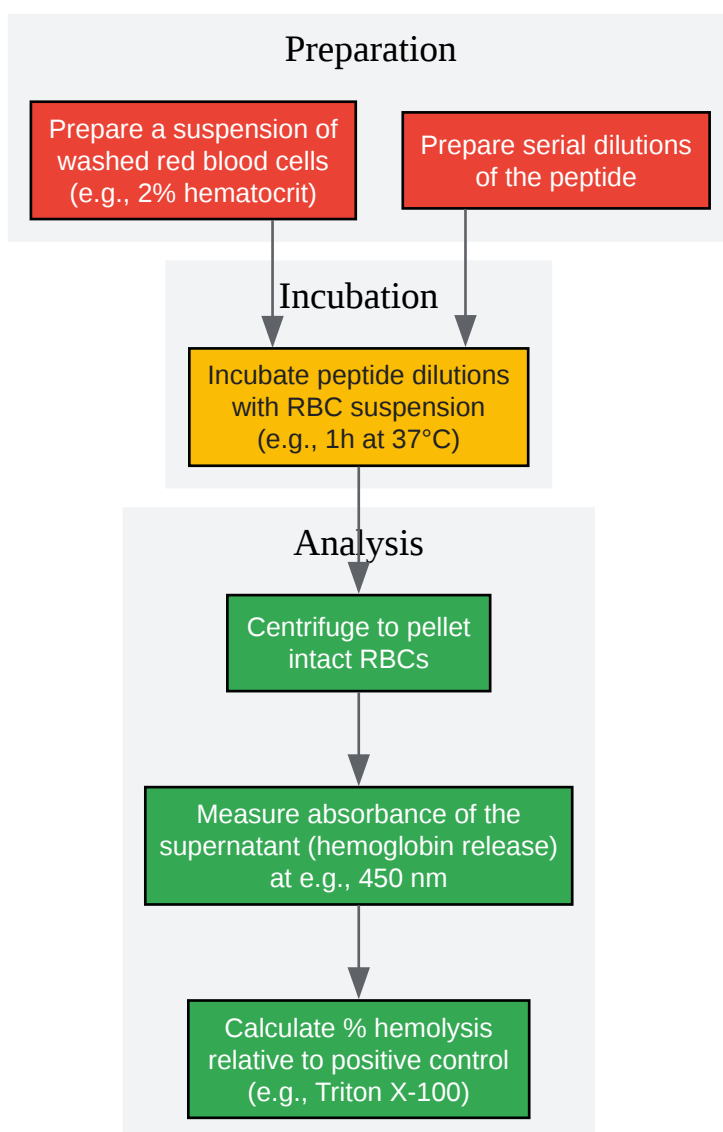 Preparation
Prepare a suspension of
washed red blood cells
(e.g., 2% hematocrit)
Prepare serial dilutions
of the peptide
Incubation
Incubate peptide dilutions
with RBC suspension
(e.g., 1h at 37°C)
Analysis
Centrifuge to pellet
intact RBCs
Measure absorbance of the
supernatant (hemoglobin release)
at e.g., 450 nm
Calculate % hemolysis
relative to positive control
(e.g., Triton X-100)